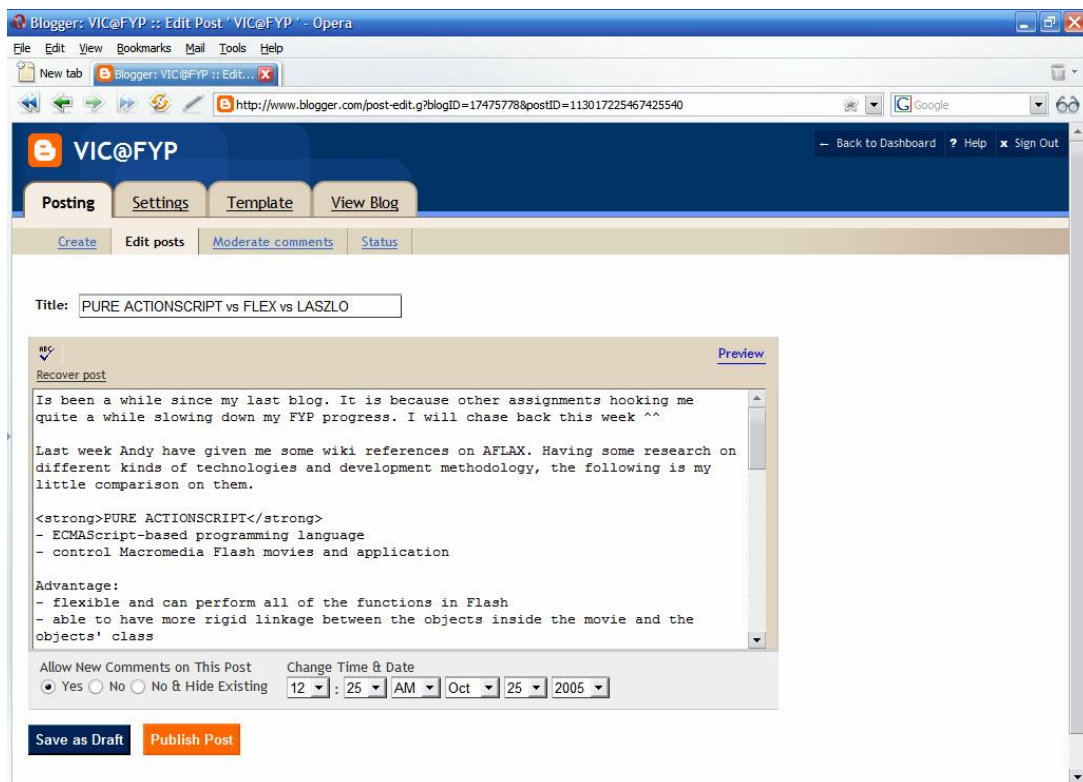 Blogger: VIC@FYP :: Edit Post ' VIC@FYP ' - Opera
File Edit View Bookmarks Mail Tools Help
New tab Blogger: VIC@FYP :: Edit...
http://www.blogger.com/post-edit.g?blogID=17475778&postID=113017225467425540 Google
VIC@FYP
← Back to Dashboard ? Help x Sign Out
Posting Settings Template View Blog
Create Edit posts Moderate comments Status
Title: PURE ACTIONSCRIPT vs FLEX vs LASZLO
ABC Preview
Recover post
Is been a while since my last blog. It is because other assignments hooking me
quite a while slowing down my FYP progress. I will chase back this week ^^
Last week Andy have given me some wiki references on AFLAX. Having some research on
different kinds of technologies and development methodology, the following is my
little comparison on them.
<strong>PURE ACTIONSCRIPT</strong>
- ECMAScript-based programming language
- control Macromedia Flash movies and application
Advantage:
- flexible and can perform all of the functions in Flash
- able to have more rigid linkage between the objects inside the movie and the
objects' class
Allow New Comments on This Post Change Time & Date
Yes No No & Hide Existing 12 : 25 AM Oct 25 2005
Save as Draft Publish Post